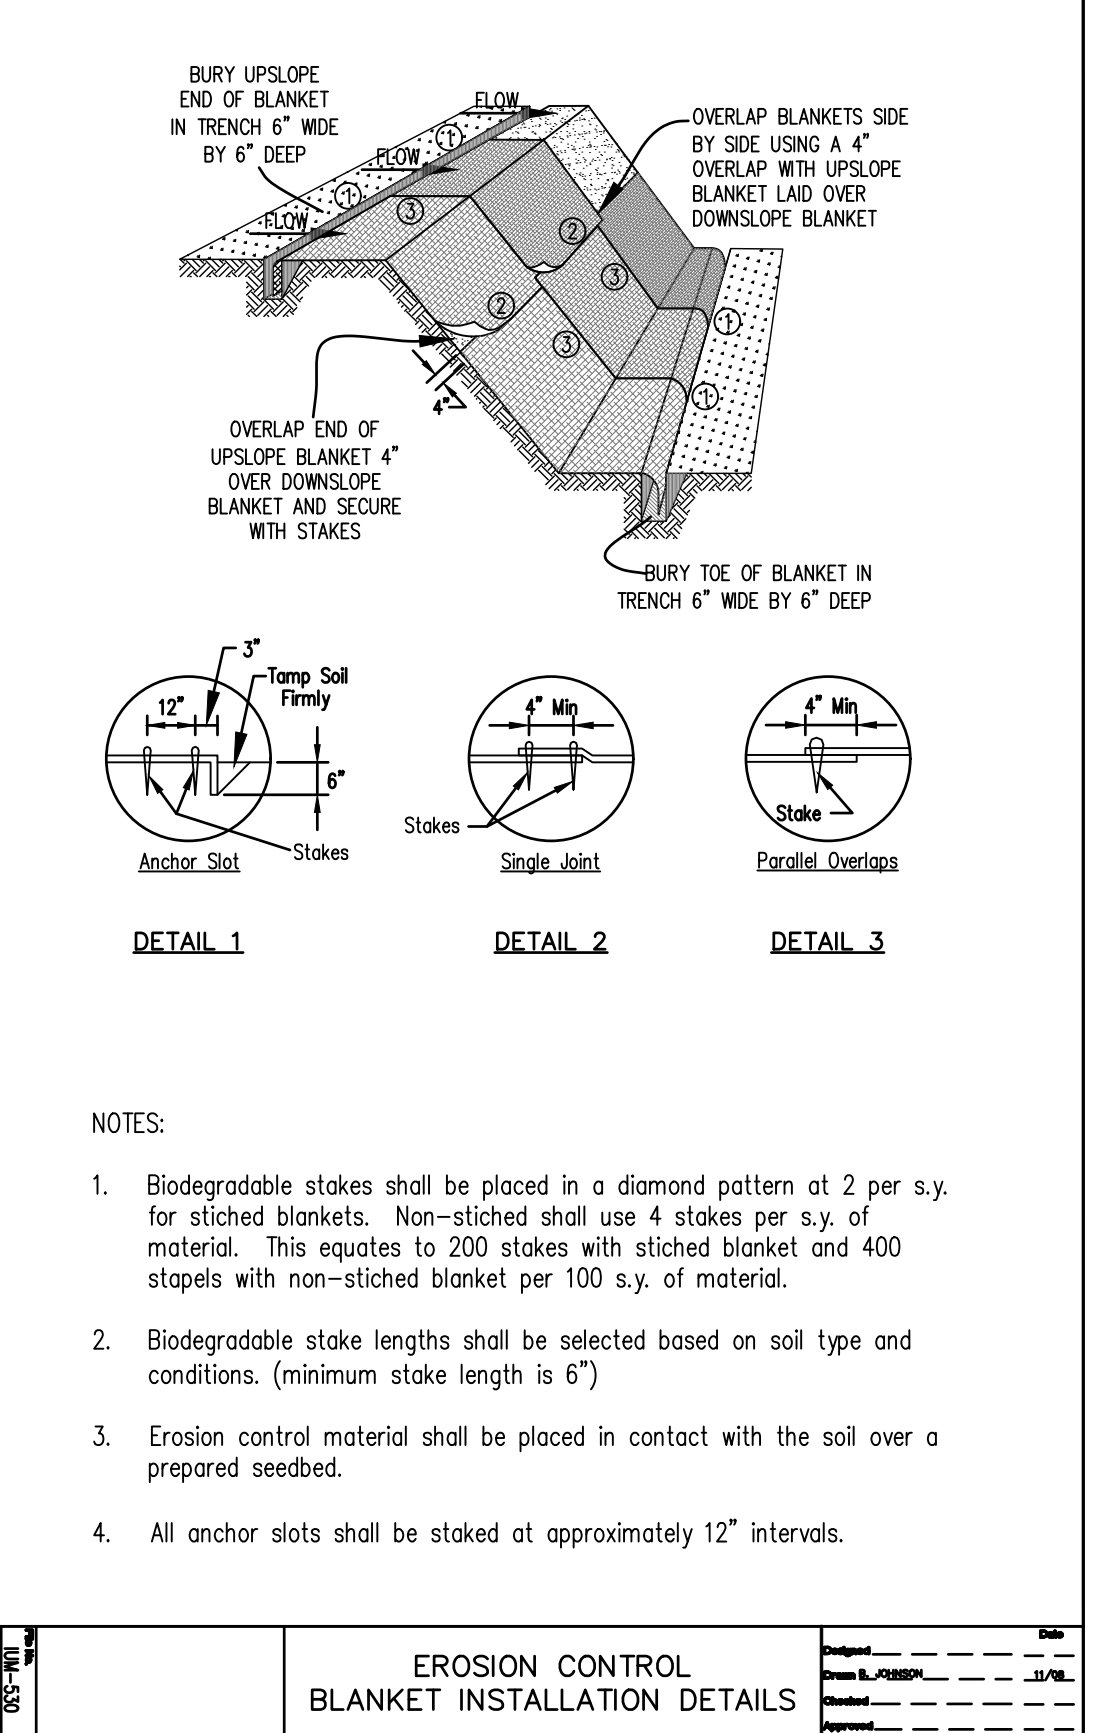 BURY UPSLOPE
END OF BLANKET
IN TRENCH 6" WIDE
BY 6" DEEP
FLOW
FLOW
FLOW
OVERLAP BLANKETS SIDE
BY SIDE USING A 4"
OVERLAP WITH UPSLOPE
BLANKET LAID OVER
DOWNSLOPE BLANKET
1
1
3
2
3
2
3
1
1
4"
OVERLAP END OF
UPSLOPE BLANKET 4"
OVER DOWNSLOPE
BLANKET AND SECURE
WITH STAKES
BURY TOE OF BLANKET IN
TRENCH 6" WIDE BY 6" DEEP
3"
Tamp Soil
Firmly
12"
6"
Stakes
Anchor Slot
DETAIL 1
4" Min
Stakes
Single Joint
DETAIL 2
4" Min
Stake
Parallel Overlaps
DETAIL 3
NOTES:
1. Biodegradable stakes shall be placed in a diamond pattern at 2 per s.y.
for stiched blankets. Non-stiched shall use 4 stakes per s.y. of
material. This equates to 200 stakes with stiched blanket and 400
stapels with non-stiched blanket per 100 s.y. of material.
2. Biodegradable stake lengths shall be selected based on soil type and
conditions. (minimum stake length is 6")
3. Erosion control material shall be placed in contact with the soil over a
prepared seedbed.
4. All anchor slots shall be staked at approximately 12" intervals.
File No.
IUM-530
EROSION CONTROL
BLANKET INSTALLATION DETAILS
Date
Designed
Drawn B. JOHNSON 11/08
Checked
Approved